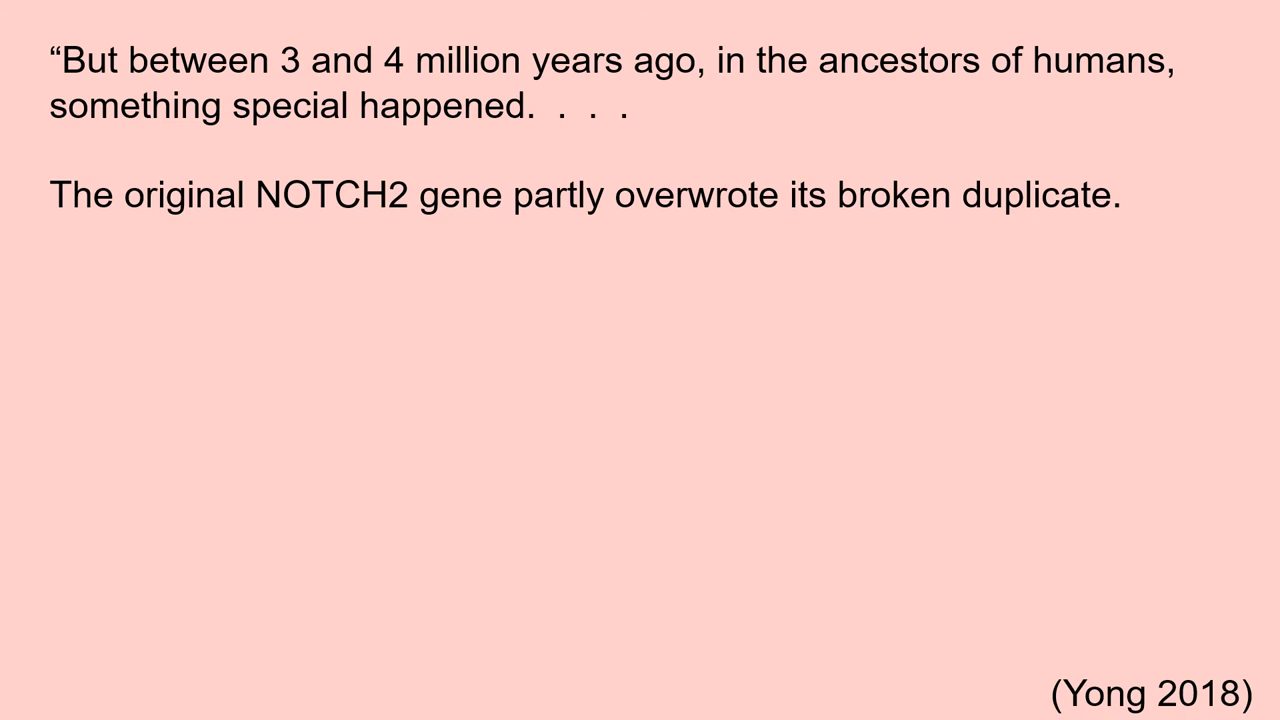 “But between 3 and 4 million years ago, in the ancestors of humans,
something special happened. . . .
The original NOTCH2 gene partly overwrote its broken duplicate.
(Yong 2018)